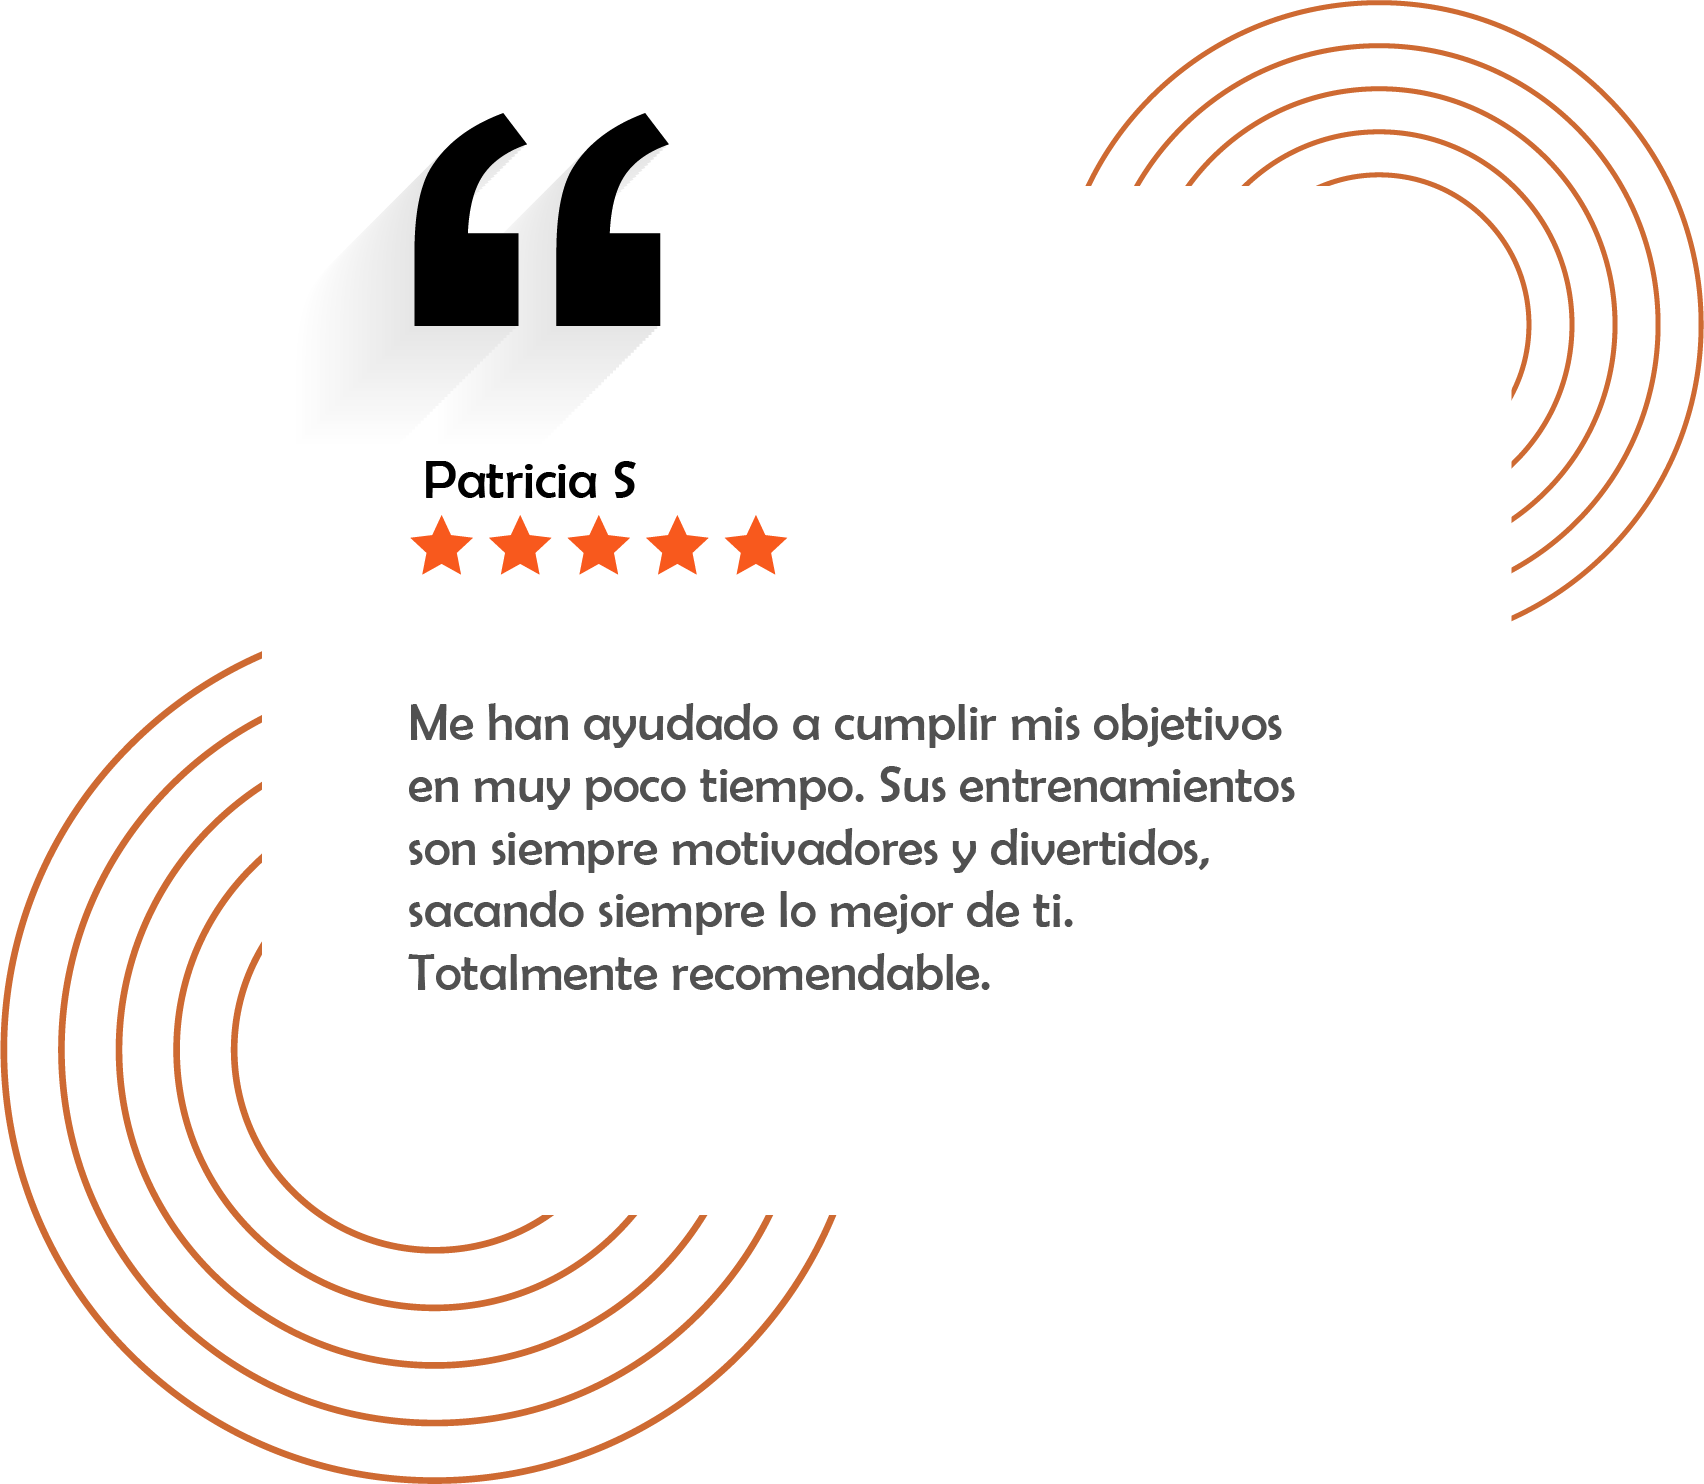 “
Patricia S
Me han ayudado a cumplir mis objetivos
en muy poco tiempo. Sus entrenamientos
son siempre motivadores y divertidos,
sacando siempre lo mejor de ti.
Totalmente recomendable.